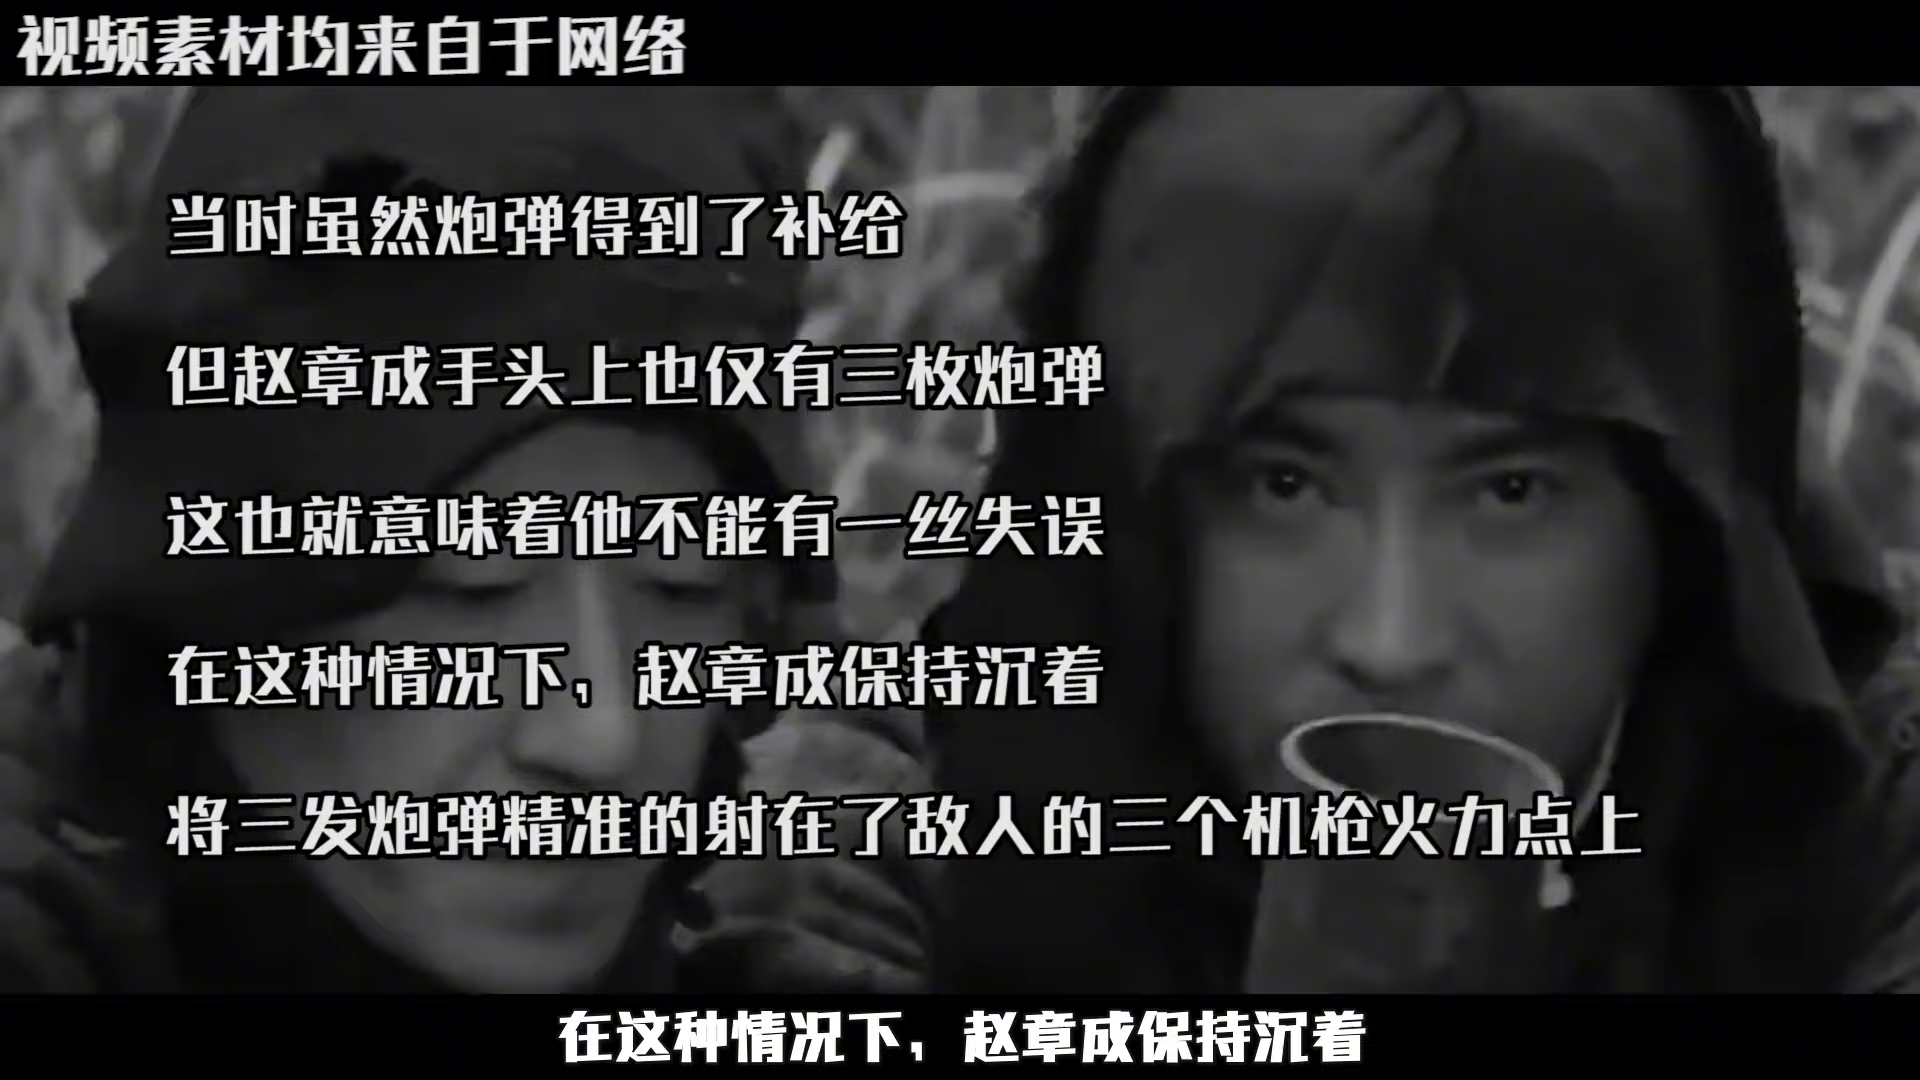 视频素材均来自于网络
当时虽然炮弹得到了补给
但赵章成手头上也仅有三枚炮弹
这也就意味着他不能有一丝失误
在这种情况下，赵章成保持沉着
将三发炮弹精准的射在了敌人的三个机枪火力点上
在这种情况下，赵章成保持沉着